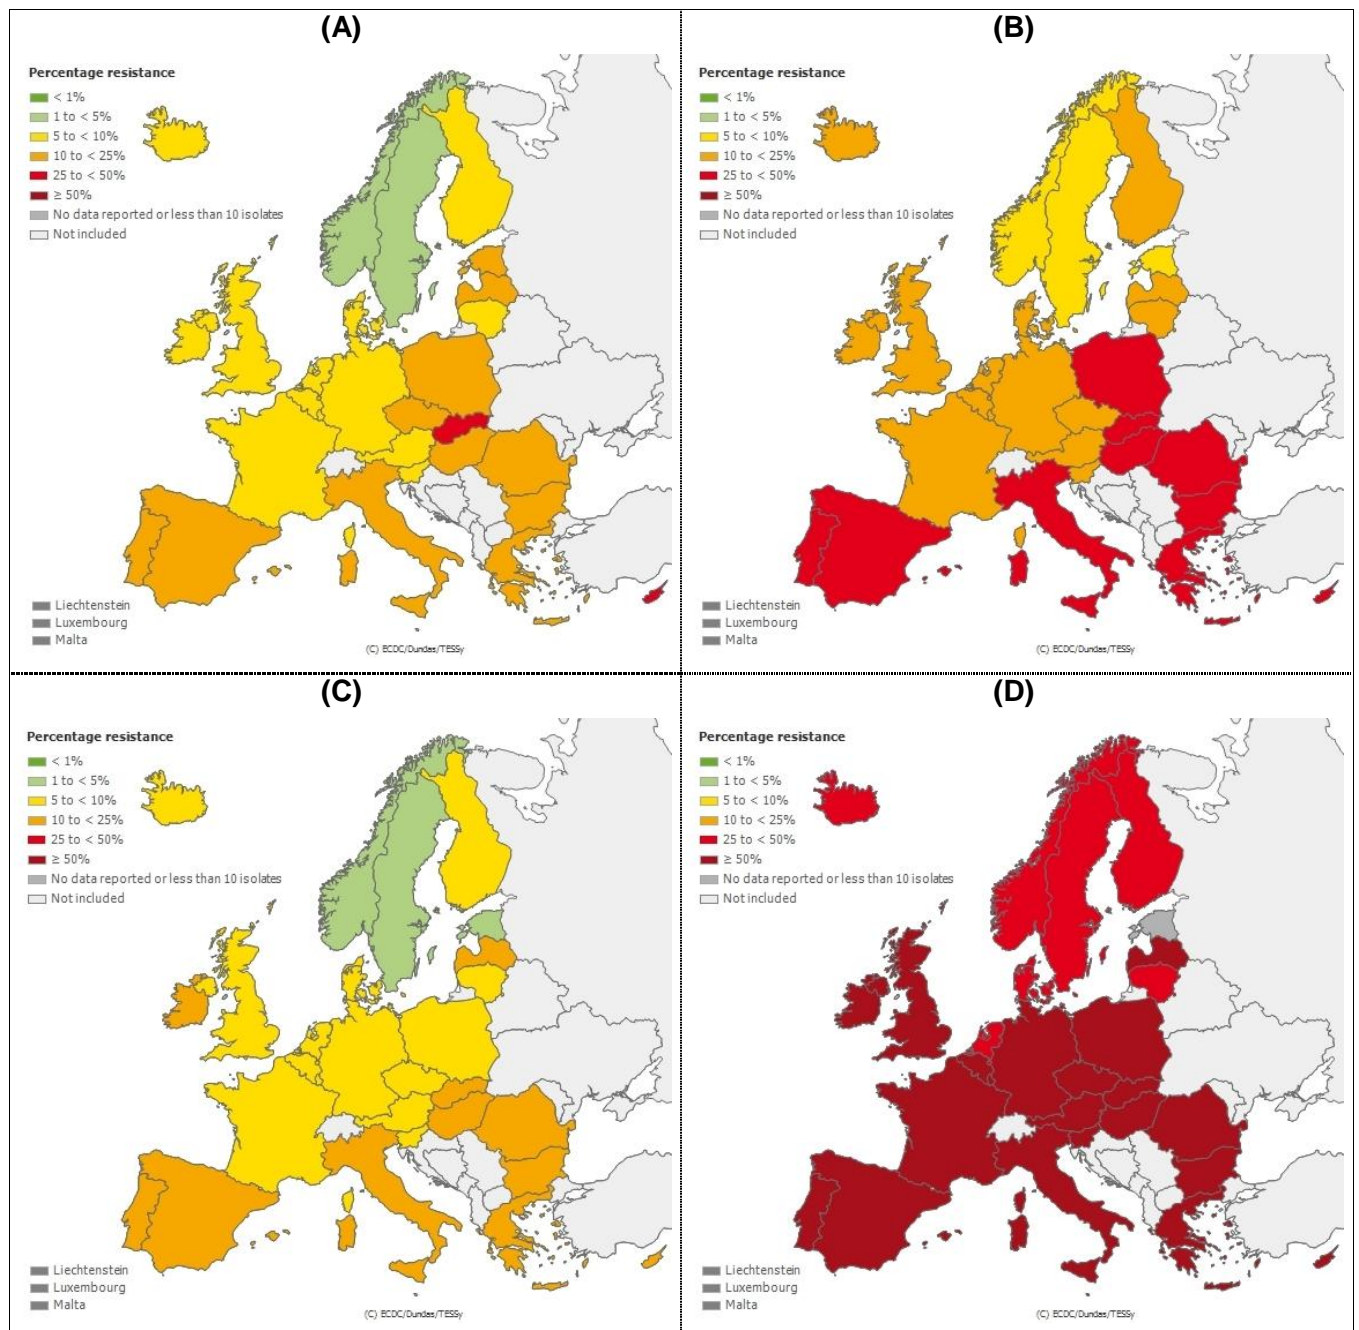 (A)
Percentage resistance
< 1%
1 to < 5%
5 to < 10%
10 to < 25%
25 to < 50%
≥ 50%
No data reported or less than 10 isolates
Not included
Liechtenstein
Luxembourg
Malta
(C) ECDC/Dundas/TESSy
(B)
Percentage resistance
< 1%
1 to < 5%
5 to < 10%
10 to < 25%
25 to < 50%
≥ 50%
No data reported or less than 10 isolates
Not included
Liechtenstein
Luxembourg
Malta
(C) ECDC/Dundas/TESSy
(C)
Percentage resistance
< 1%
1 to < 5%
5 to < 10%
10 to < 25%
25 to < 50%
≥ 50%
No data reported or less than 10 isolates
Not included
Liechtenstein
Luxembourg
Malta
(C) ECDC/Dundas/TESSy
(D)
Percentage resistance
< 1%
1 to < 5%
5 to < 10%
10 to < 25%
25 to < 50%
≥ 50%
No data reported or less than 10 isolates
Not included
Liechtenstein
Luxembourg
Malta
(C) ECDC/Dundas/TESSy